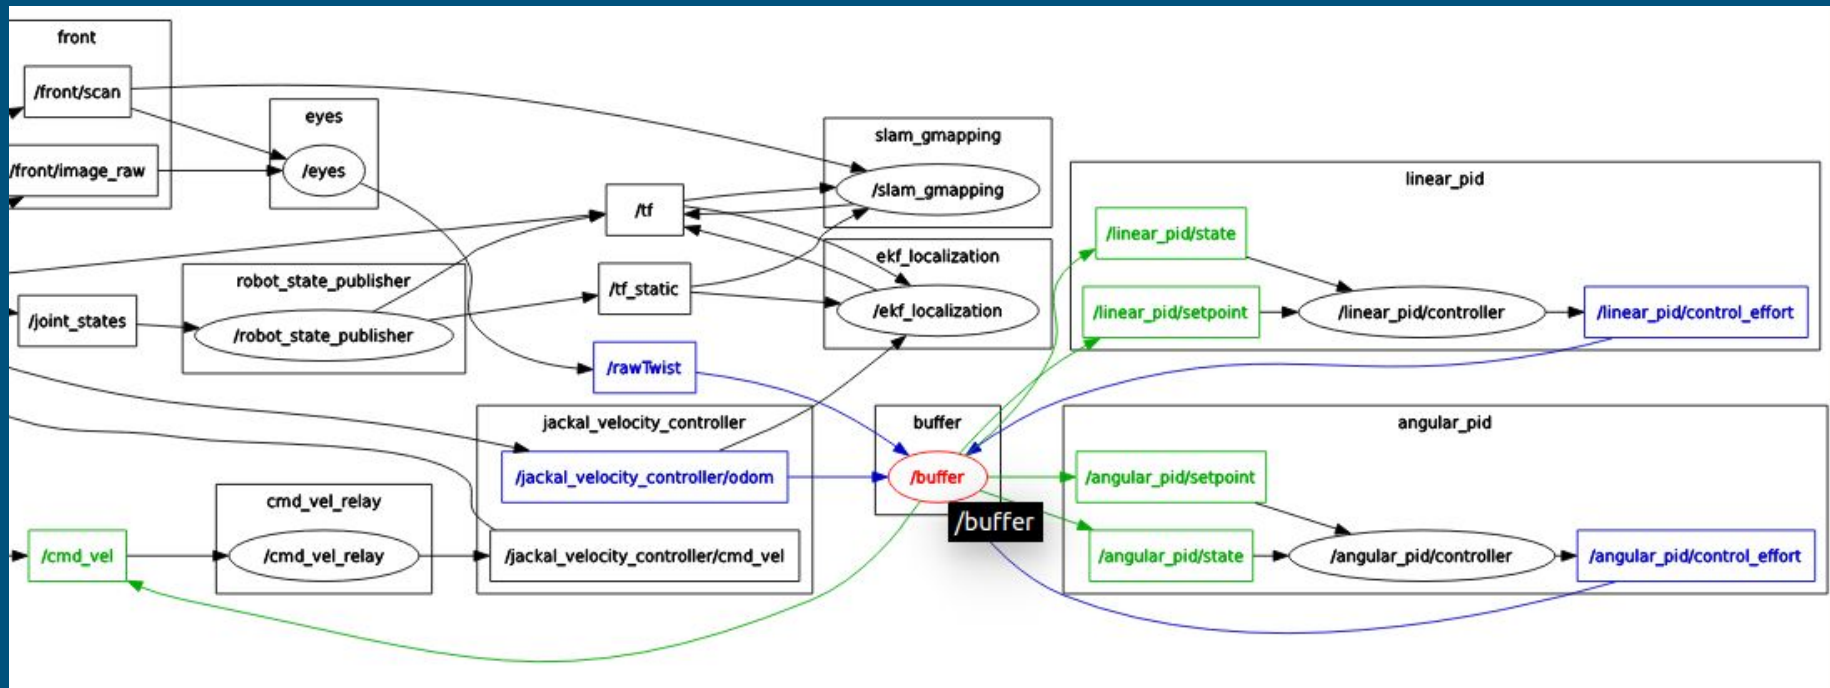 front
/front/scan
/front/image_raw
eyes
/eyes
robot_state_publisher
/joint_states
/robot_state_publisher
/tf
/tf_static
/rawTwist
slam_gmapping
/slam_gmapping
ekf_localization
/ekf_localization
jackal_velocity_controller
/jackal_velocity_controller/odom
/jackal_velocity_controller/cmd_vel
cmd_vel_relay
/cmd_vel
/cmd_vel_relay
buffer
/buffer
/buffer
linear_pid
/linear_pid/state
/linear_pid/setpoint
/linear_pid/controller
/linear_pid/control_effort
angular_pid
/angular_pid/setpoint
/angular_pid/state
/angular_pid/controller
/angular_pid/control_effort